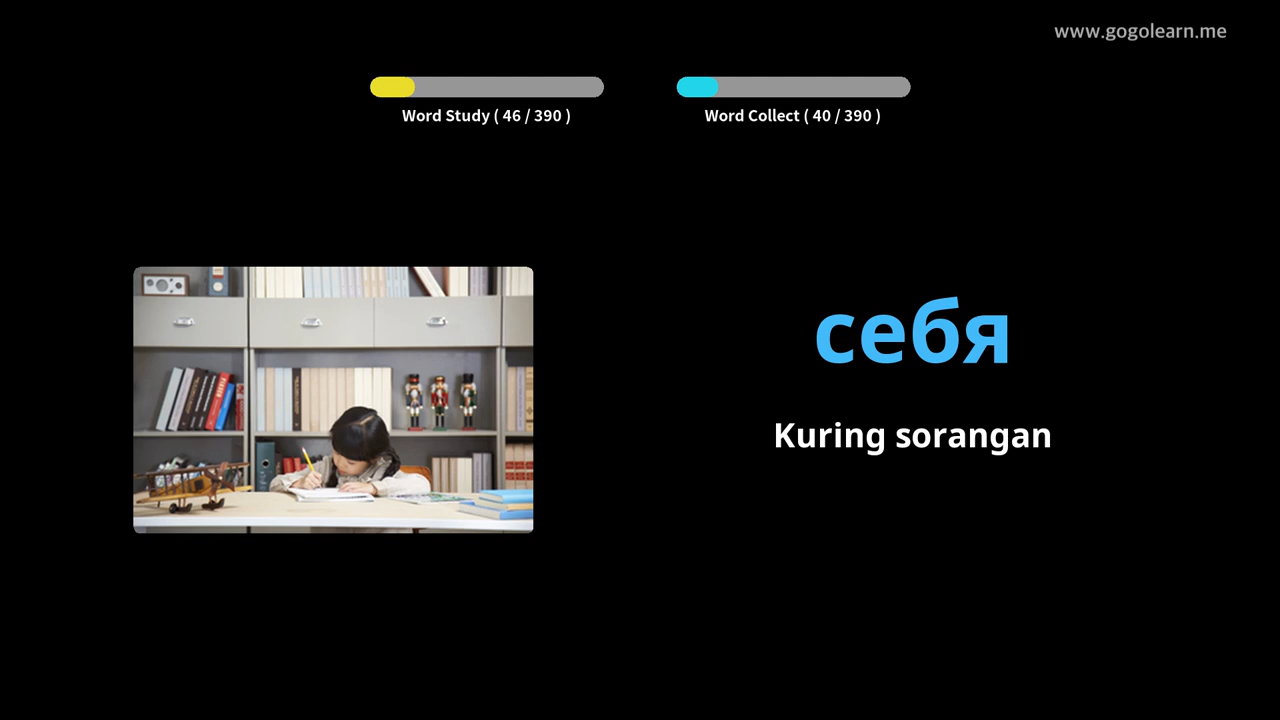 www.gogolearn.me
Word Study ( 46 / 390 )
Word Collect ( 40 / 390 )
себя
Kuring sorangan